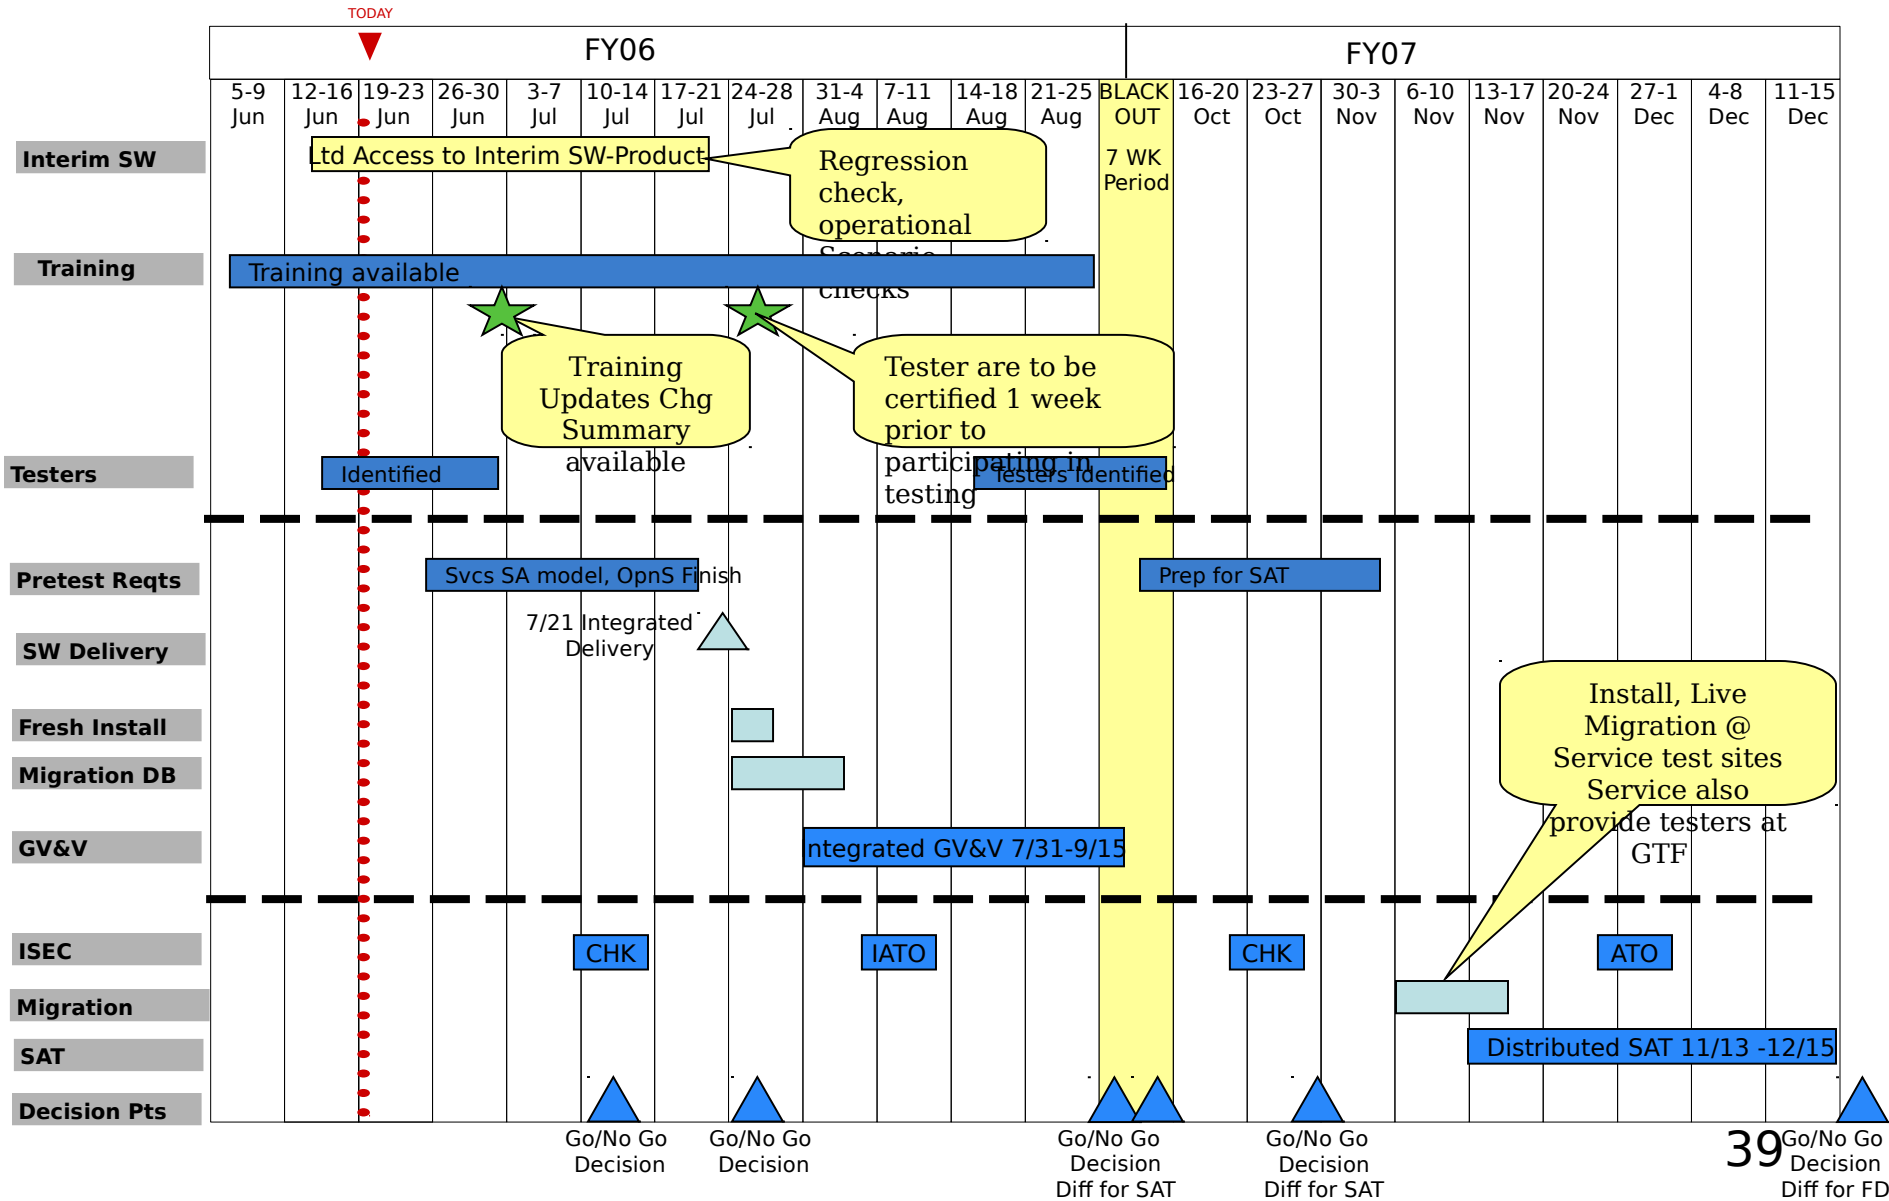 TODAY
FY06
FY07
5-9 Jun
12-16 Jun
19-23 Jun
26-30 Jun
3-7 Jul
10-14 Jul
17-21 Jul
24-28 Jul
31-4 Aug
7-11 Aug
14-18 Aug
21-25 Aug
BLACK OUT
16-20 Oct
23-27 Oct
30-3 Nov
6-10 Nov
13-17 Nov
20-24 Nov
27-1 Dec
4-8 Dec
11-15 Dec
7 WK
Period
Interim SW
Ltd Access to Interim SW-Product
Regression
check,
operational
Scenario
checks
Training
Training available
Training
Updates Chg
Summary
available
Tester are to be
certified 1 week
prior to
participating in
testing
Testers
Identified
Testers Identified
Pretest Reqts
Svcs SA model, OpnS Finish
Prep for SAT
SW Delivery
7/21 Integrated
Delivery
Fresh Install
Migration DB
Install, Live
Migration @
Service test sites
Service also
provide testers at
GTF
GV&V
ntegrated GV&V 7/31-9/15
ISEC
CHK
IATO
CHK
ATO
Migration
SAT
Distributed SAT 11/13 -12/15
Decision Pts
Go/No Go
Decision
Go/No Go
Decision
Go/No Go
Decision
Diff for SAT
Go/No Go
Decision
Diff for SAT
39
Go/No Go
Decision
Diff for FD